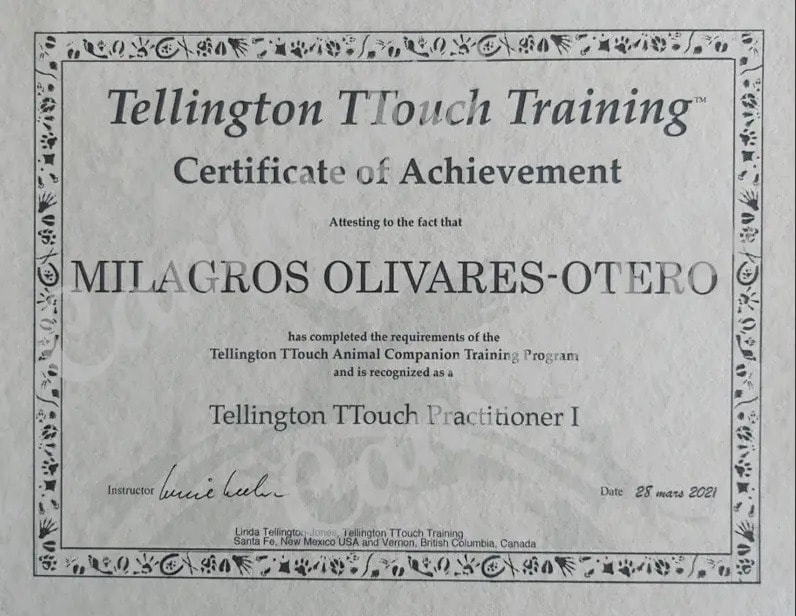 Tellington TTouch Training™
Certificate of Achievement
Attesting to the fact that
MILAGROS OLIVARES-OTERO
has completed the requirements of the
Tellington TTouch Animal Companion Training Program
and is recognized as a
Tellington TTouch Practitioner I
Instructor
Date 28 mars 2021
Linda Tellington-Jones, Tellington TTouch Training
Santa Fe, New Mexico USA and Vernon, British Columbia, Canada